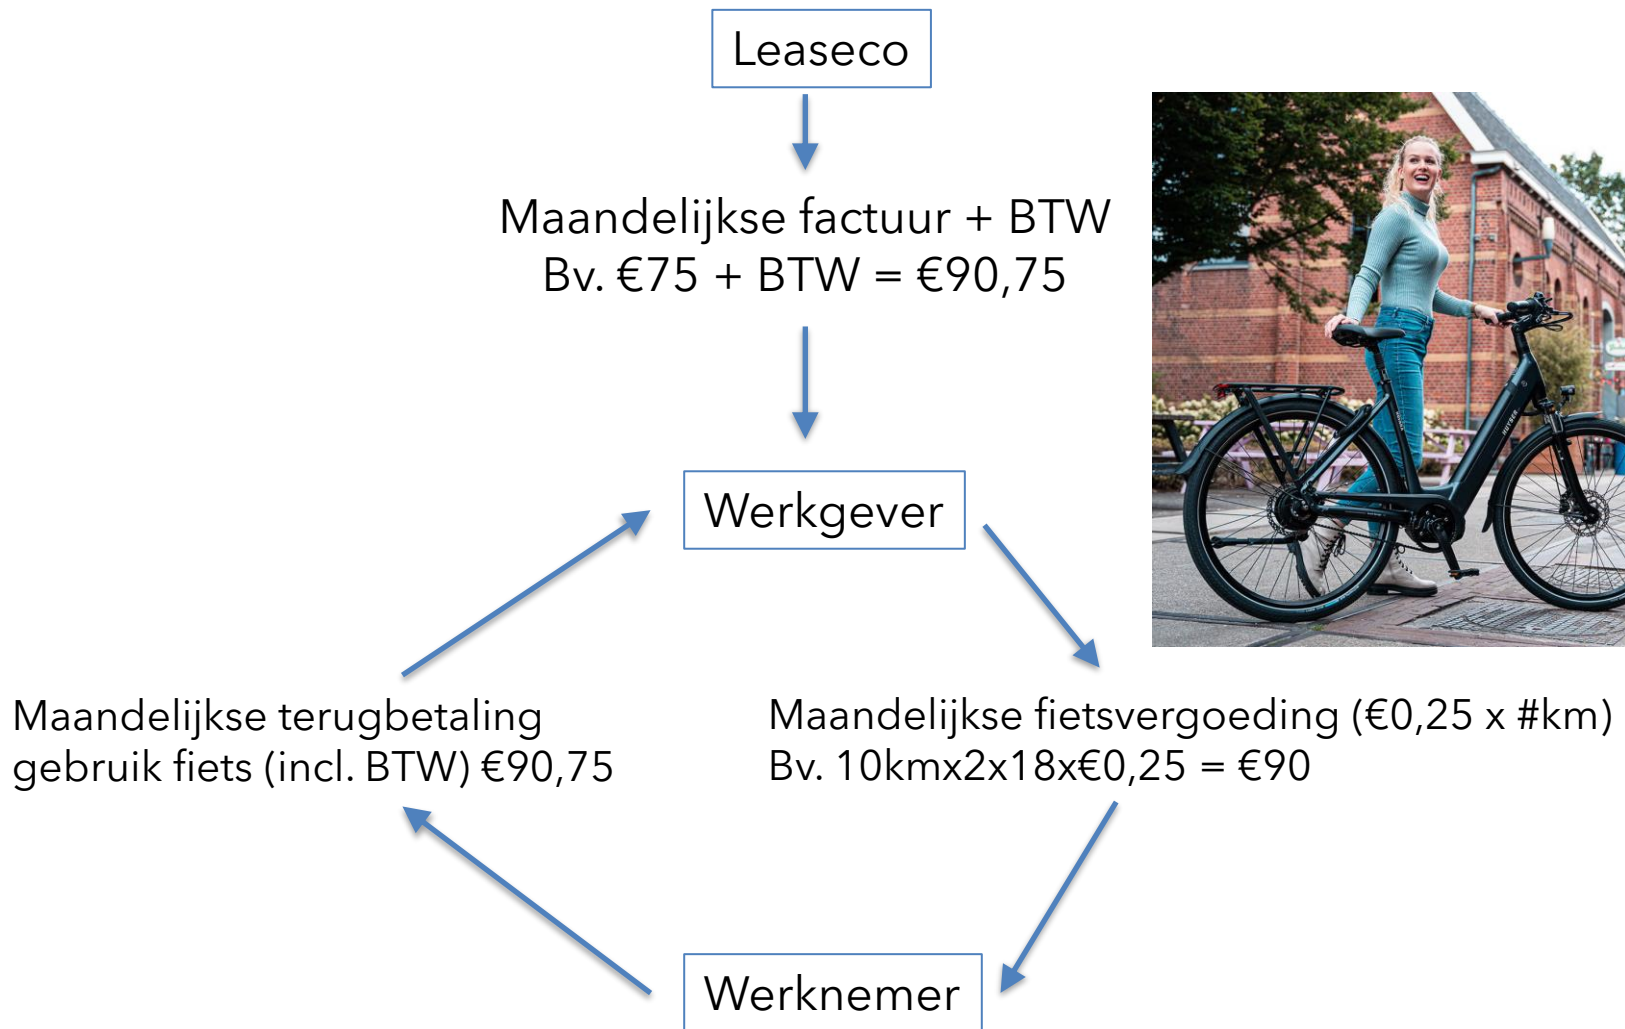 Leaseco
Maandelijkse factuur + BTW
Bv. €75 + BTW = €90,75
Werkgever
Maandelijkse terugbetaling
gebruik fiets (incl. BTW) €90,75
Maandelijkse fietsvergoeding (€0,25 x #km)
Bv. 10kmx2x18x€0,25 = €90
Werknemer